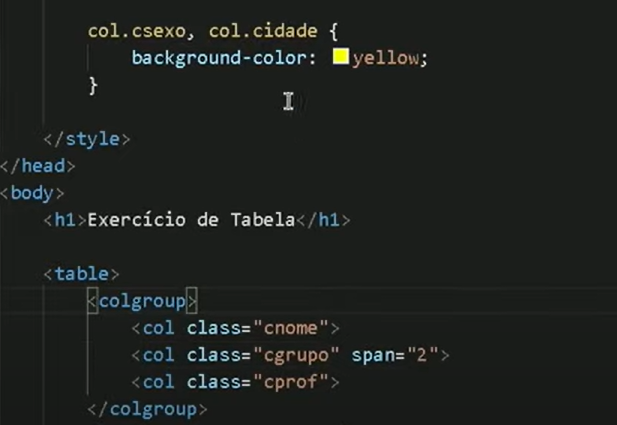 col.csexo, col.cidade {
background-color: yellow;
}
</style>
</head>
<body>
<h1>Exercício de Tabela</h1>
<table>
<colgroup>
<col class="cnome">
<col class="cgrupo" span="2">
<col class="cprof">
</colgroup>